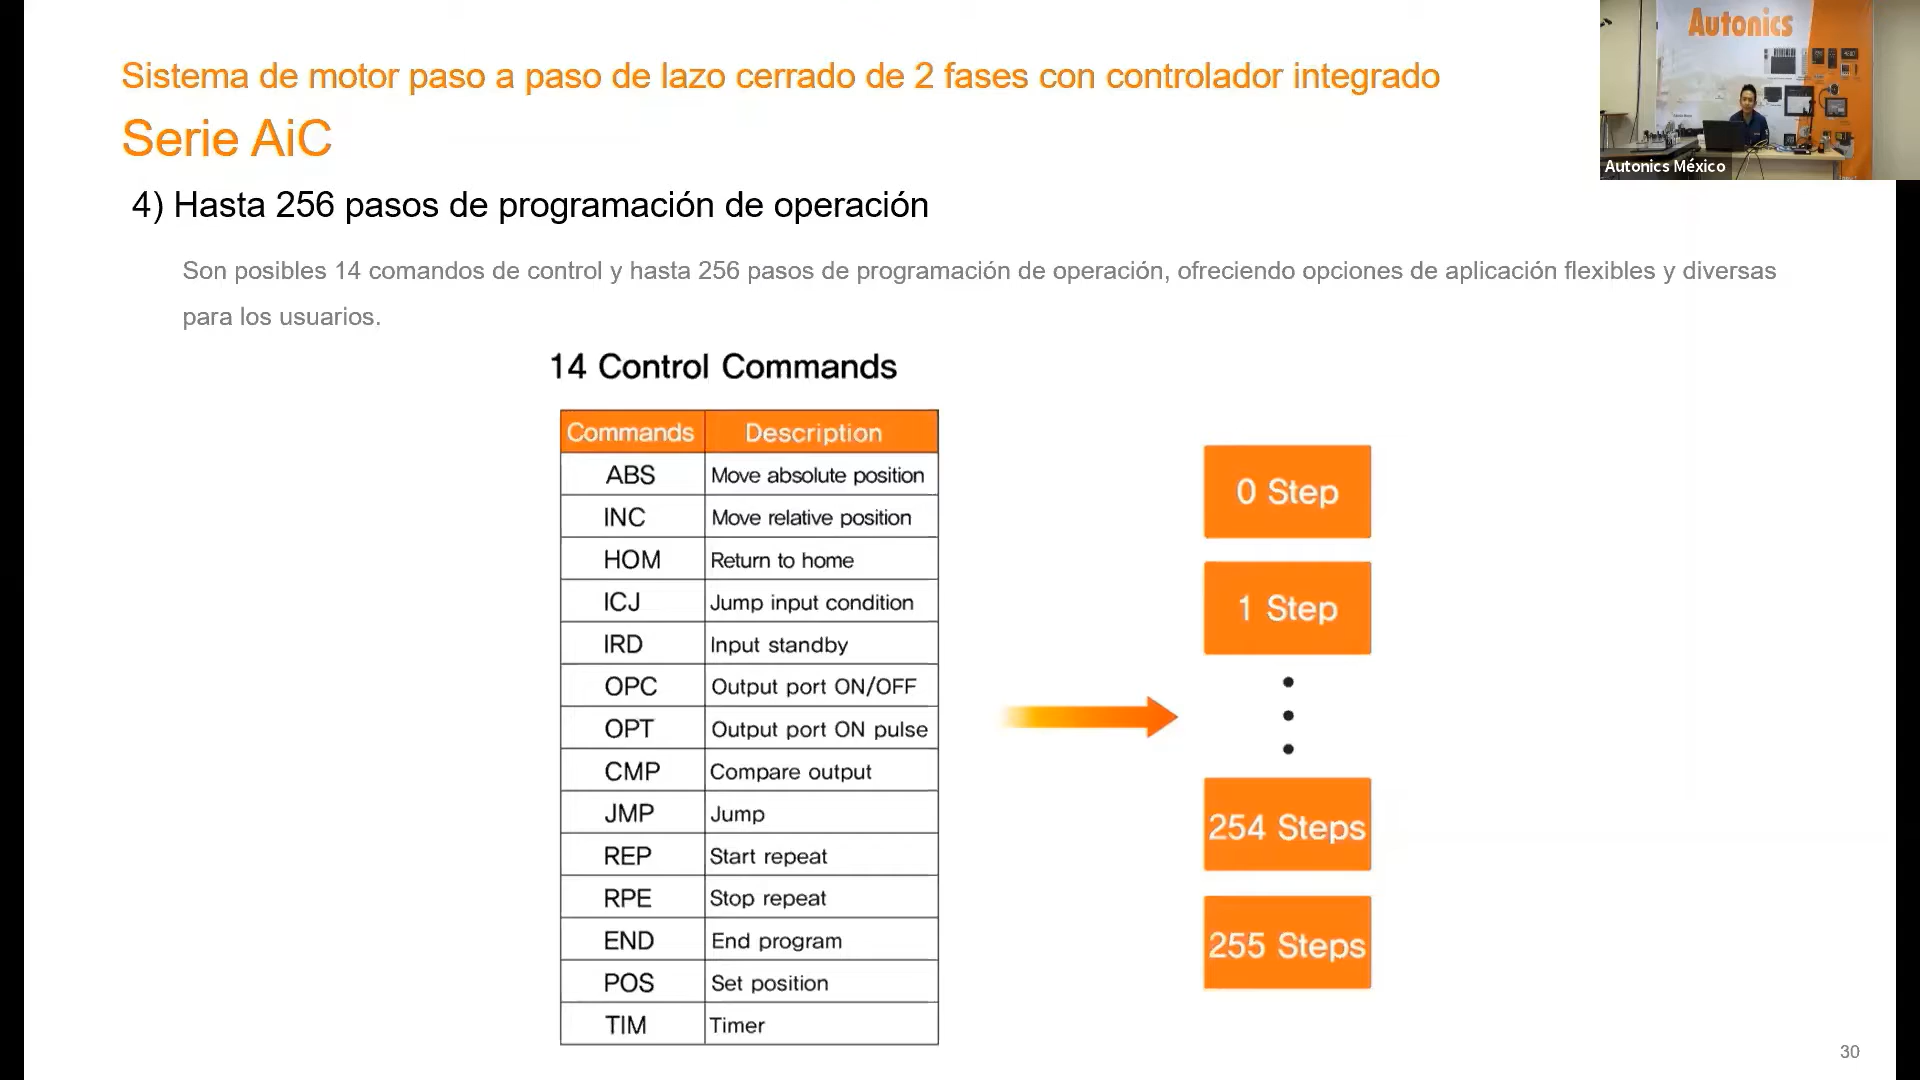 Sistema de motor paso a paso de lazo cerrado de 2 fases con controlador integrado
Serie AiC
Autonics
Autonics México
4) Hasta 256 pasos de programación de operación
Son posibles 14 comandos de control y hasta 256 pasos de programación de operación, ofreciendo opciones de aplicación flexibles y diversas
para los usuarios.
14 Control Commands
Commands Description
ABS Move absolute position
INC Move relative position
HOM Return to home
ICJ Jump input condition
IRD Input standby
OPC Output port ON/OFF
OPT Output port ON pulse
CMP Compare output
JMP Jump
REP Start repeat
RPE Stop repeat
END End program
POS Set position
TIM Timer
0 Step
1 Step
254 Steps
255 Steps
30